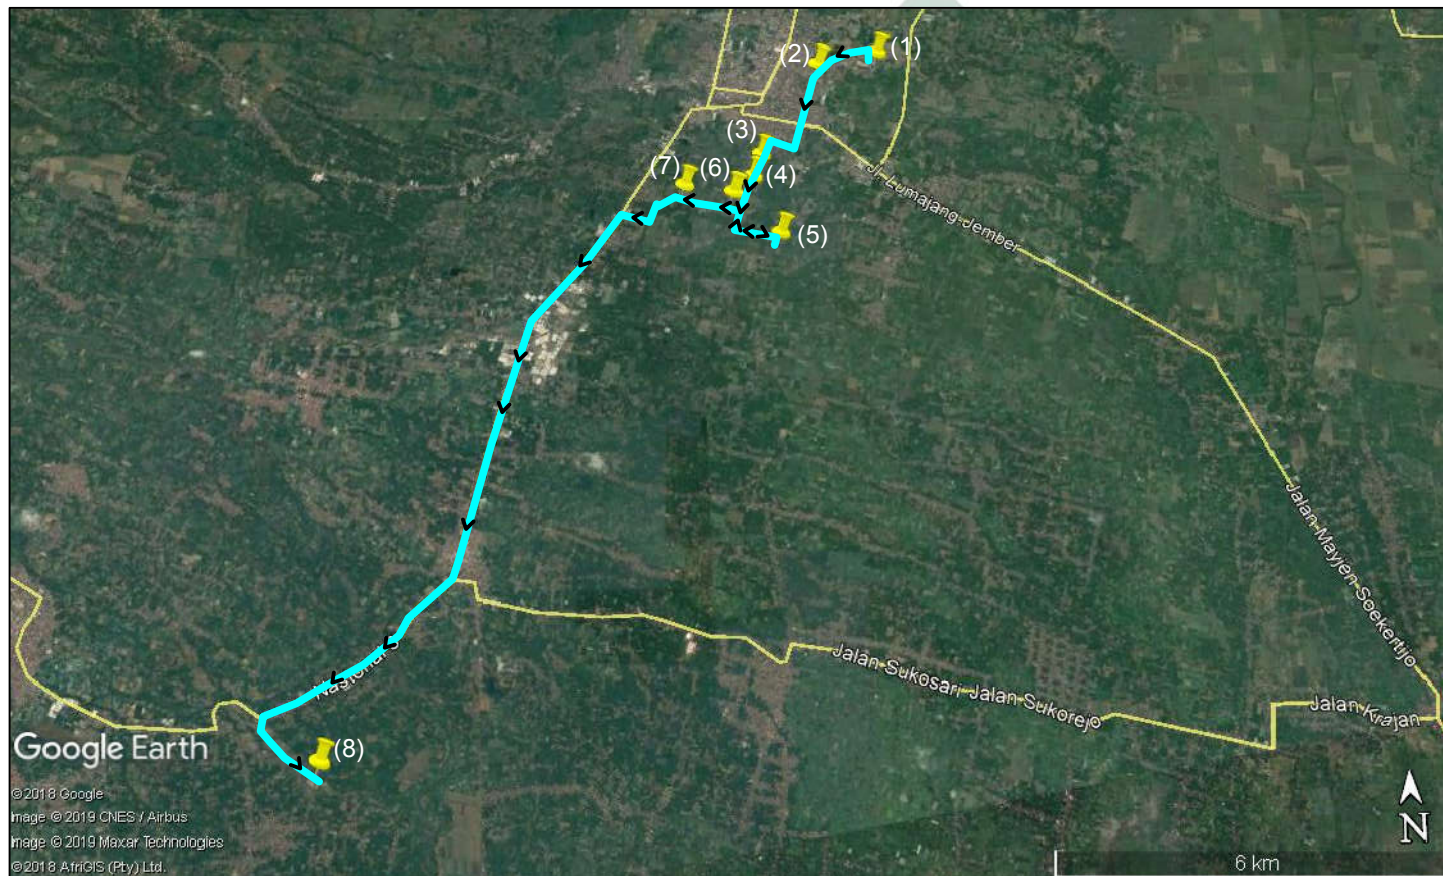 (1)
(2)
(3)
(4)
(5)
(6)
(7)
(8)
Jl. Lumajang-Jember
Jalan Mayjen Soekertijo
Jalan Sukosari
Jalan Sukorejo
Jalan Krajan
Nasional 3
Google Earth
© 2018 Google
Image © 2019 CNES / Airbus
Image © 2019 Maxar Technologies
© 2018 AfriGIS (Pty) Ltd.
N
6 km